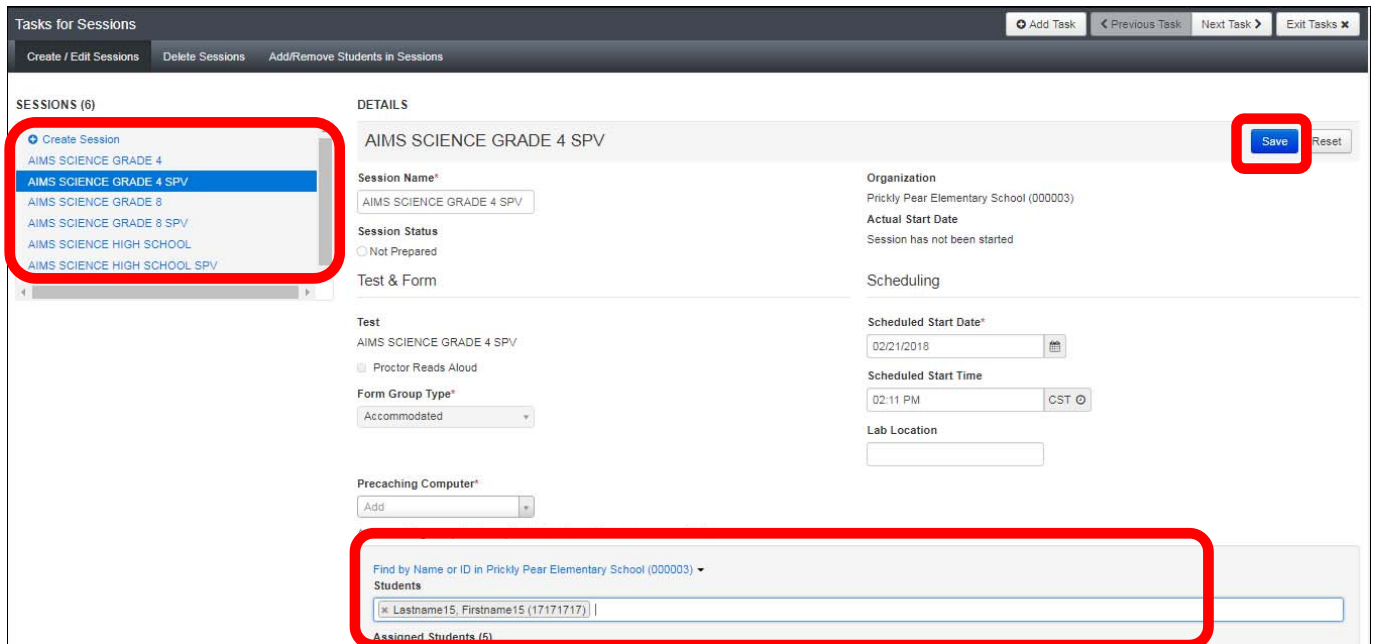 Tasks for Sessions
Add Task
Previous Task
Next Task
Exit Tasks
Create / Edit Sessions
Delete Sessions
Add/Remove Students in Sessions
SESSIONS (6)
Create Session
AIMS SCIENCE GRADE 4
AIMS SCIENCE GRADE 4 SPV
AIMS SCIENCE GRADE 8
AIMS SCIENCE GRADE 8 SPV
AIMS SCIENCE HIGH SCHOOL
AIMS SCIENCE HIGH SCHOOL SPV
DETAILS
AIMS SCIENCE GRADE 4 SPV
Save
Reset
Session Name*
AIMS SCIENCE GRADE 4 SPV
Session Status
Not Prepared
Organization
Prickly Pear Elementary School (000003)
Actual Start Date
Session has not been started
Test & Form
Test
AIMS SCIENCE GRADE 4 SPV
Proctor Reads Aloud
Form Group Type*
Accommodated
Scheduling
Scheduled Start Date*
02/21/2018
Scheduled Start Time
02:11 PM
CST
Lab Location
Precaching Computer*
Add
Find by Name or ID in Prickly Pear Elementary School (000003)
Students
× Lastname15, Firstname15 (17171717)
Assigned Students (5)